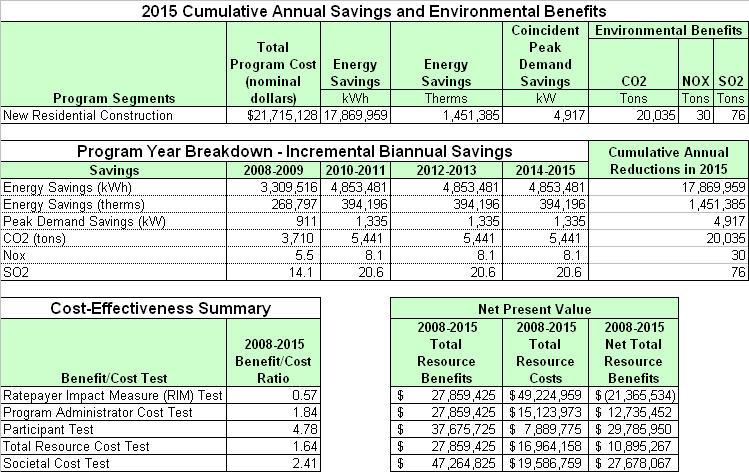 2015 Cumulative Annual Savings and Environmental Benefits
Program Segments Total Program Cost (nominal dollars) Energy Savings Energy Savings Coincident Peak Demand Savings Environmental Benefits
CO2 NOX SO2
kWh Therms kW Tons Tons Tons
New Residential Construction $21,715,128 17,869,959 1,451,385 4,917 20,035 30 76
Program Year Breakdown - Incremental Biannual Savings Cumulative Annual Reductions in 2015
Savings 2008-2009 2010-2011 2012-2013 2014-2015
Energy Savings (kWh) 3,309,516 4,853,481 4,853,481 4,853,481 17,869,959
Energy Savings (therms) 268,797 394,196 394,196 394,196 1,451,385
Peak Demand Savings (kW) 911 1,335 1,335 1,335 4,917
CO2 (tons) 3,710 5,441 5,441 5,441 20,035
Nox 5.5 8.1 8.1 8.1 30
SO2 14.1 20.6 20.6 20.6 76
Cost-Effectiveness Summary
Benefit/Cost Test 2008-2015 Benefit/Cost Ratio
Ratepayer Impact Measure (RIM) Test 0.57
Program Administrator Cost Test 1.84
Participant Test 4.78
Total Resource Cost Test 1.64
Societal Cost Test 2.41
Net Present Value
2008-2015 Total Resource Benefits 2008-2015 Total Resource Costs 2008-2015 Net Total Resource Benefits
$ 27,859,425 $49,224,959 $(21,365,534)
$ 27,859,425 $15,123,973 $ 12,735,452
$ 37,675,725 $ 7,889,775 $ 29,785,950
$ 27,859,425 $16,964,158 $ 10,895,267
$ 47,264,825 $19,586,759 $ 27,678,067